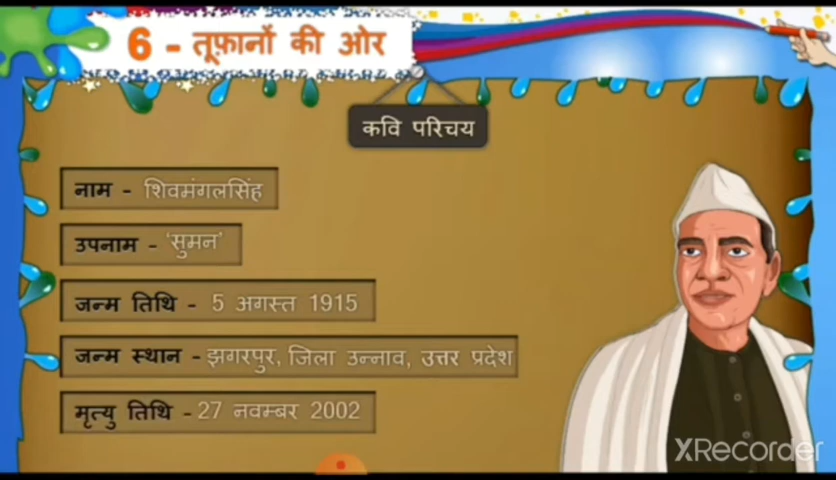 6 - तूफ़ानों की ओर
कवि परिचय
नाम - शिवमंगलसिंह
उपनाम - 'सुमन'
जन्म तिथि - 5 अगस्त 1915
जन्म स्थान - झगरपुर, जिला उन्नाव, उत्तर प्रदेश
मृत्यु तिथि - 27 नवम्बर 2002
XRecorder